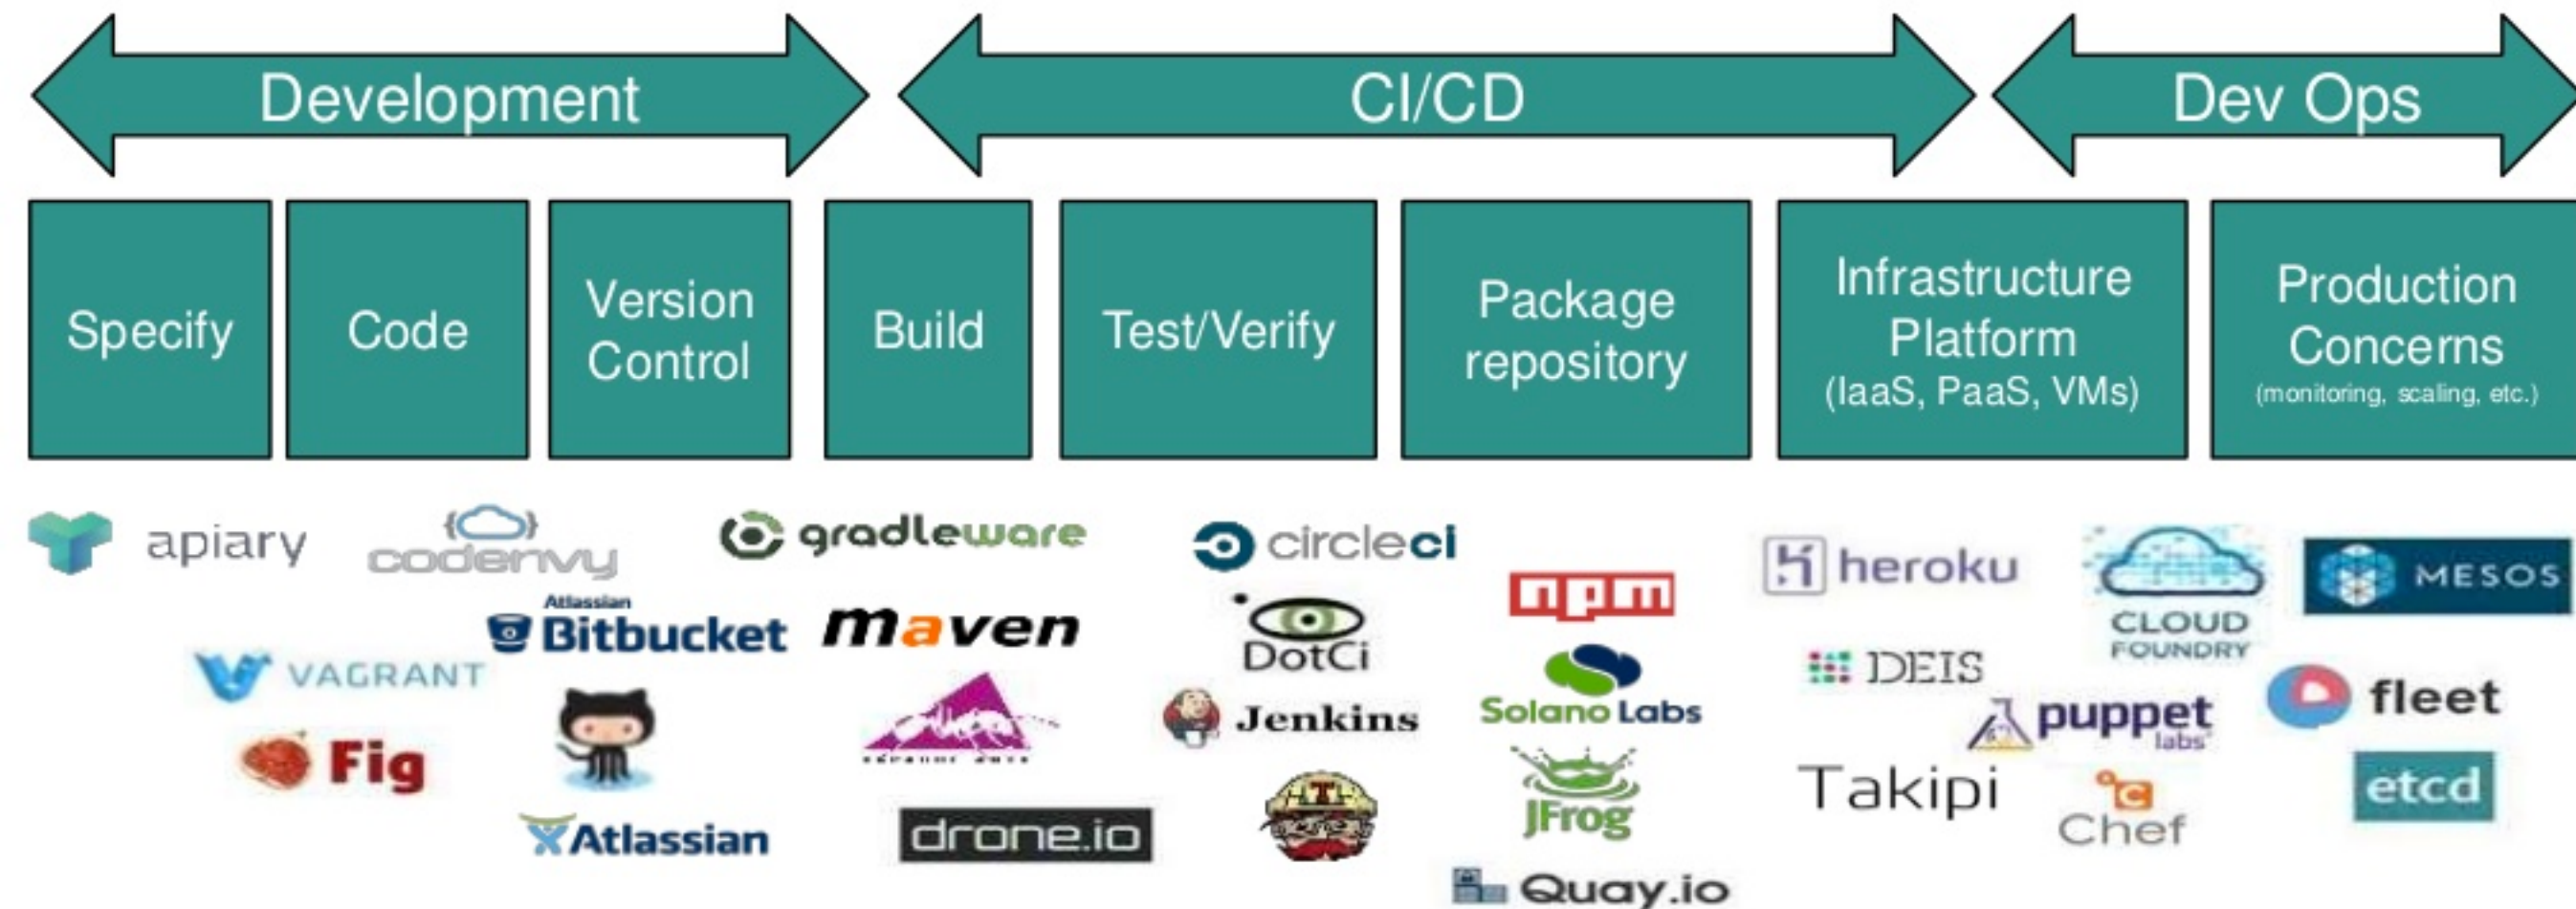 Development
CI/CD
Dev Ops
Specify
Code
Version
Control
Build
Test/Verify
Package
repository
Infrastructure
Platform
(IaaS, PaaS, VMs)
Production
Concerns
(monitoring, scaling, etc.)
apiary
codenvy
gradleware
circleci
npm
heroku
CLOUD
FOUNDRY
MESOS
Atlassian
Bitbucket
maven
DotCi
DEIS
VAGRANT
Jenkins
Solano Labs
puppet
labs
fleet
Fig
JFrog
Takipi
Chef
etcd
Atlassian
drone.io
T
Quay.io